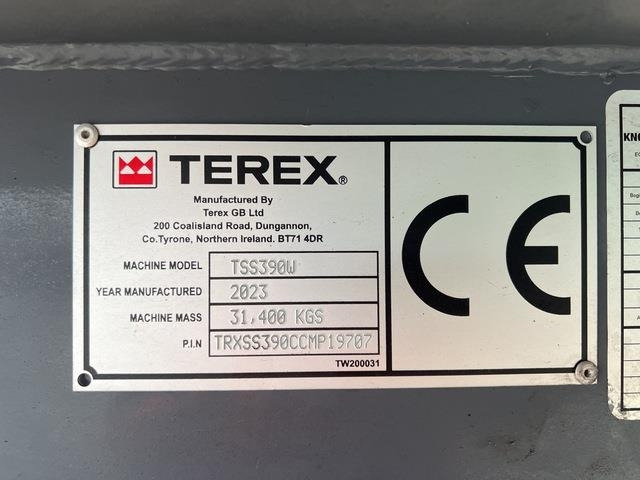 TEREX®
Manufactured By
Terex GB Ltd
200 Coalisland Road, Dungannon,
Co.Tyrone, Northern Ireland. BT71 4DR
MACHINE MODEL TSS390W
YEAR MANUFACTURED 2023
MACHINE MASS 31,400 KGS
P.I.N TRXSS390CCMP19707
TW200031
CE